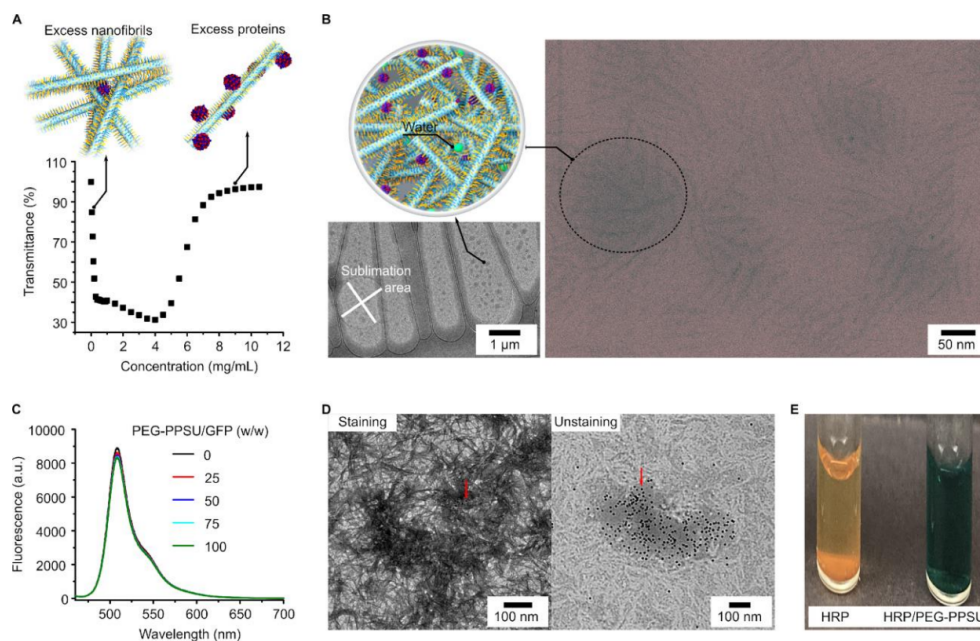 A
Excess nanofibrils
Excess proteins
110
90
70
50
30
Transmittance (%)
0 2 4 6 8 10 12
Concentration (mg/mL)
B
Water
Sublimation
area
1 µm
50 nm
C
PEG-PPSU/GFP (w/w)
0
25
50
75
100
10000
8000
6000
4000
2000
0
Fluorescence (a.u.)
500 550 600 650 700
Wavelength (nm)
D
Staining
100 nm
Unstaining
100 nm
E
HRP
HRP/PEG-PPSU